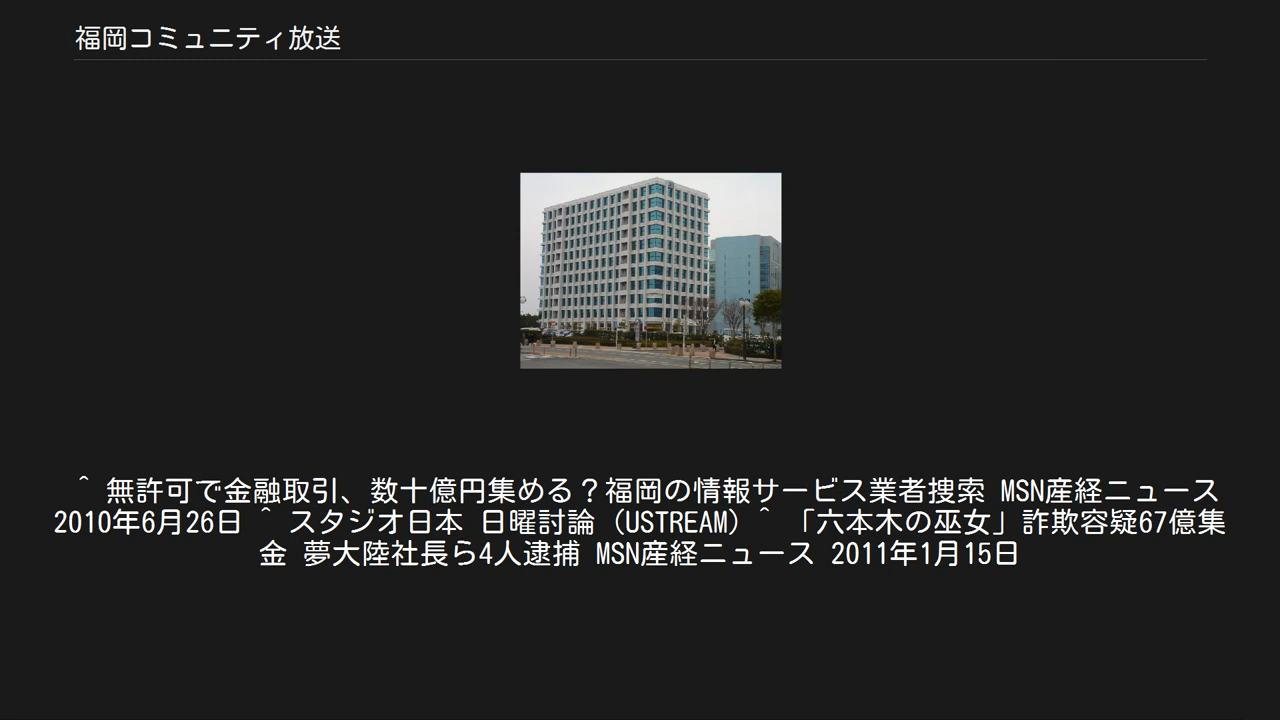 福岡コミュニティ放送
^ 無許可で金融取引、数十億円集める？福岡の情報サービス業者捜索 MSN産経ニュース
2010年6月26日 ^ スタジオ日本 日曜討論（USTREAM）^ 「六本木の巫女」詐欺容疑67億集
金 夢大陸社長ら4人逮捕 MSN産経ニュース 2011年1月15日